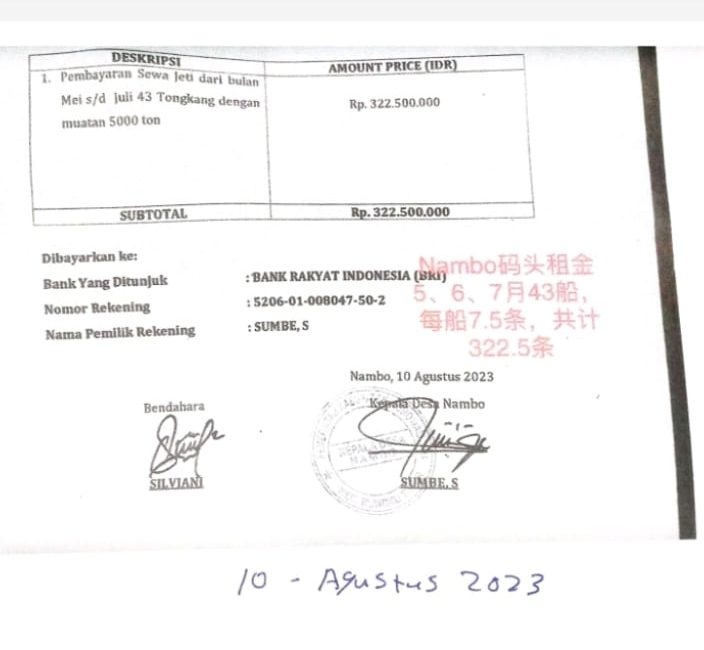 DESKRIPSI
AMOUNT PRICE (IDR)
1. Pembayaran Sewa Jeti dari bulan
Mei s/d Juli 43 Tongkang dengan
muatan 5000 ton
Rp. 322.500.000
SUBTOTAL
Rp. 322.500.000
Dibayarkan ke:
Bank Yang Ditunjuk : BANK RAKYAT INDONESIA (BRI)
Nomor Rekening : 5206-01-008047-50-2
Nama Pemilik Rekening : SUMBE, S
Nambo码头租金
5、6、7月43船，
每船7.5条，共计
322.5条
Nambo, 10 Agustus 2023
Bendahara
Kepala Desa Nambo
SILVIANI
SUMBE, S
10 - Agustus 2023